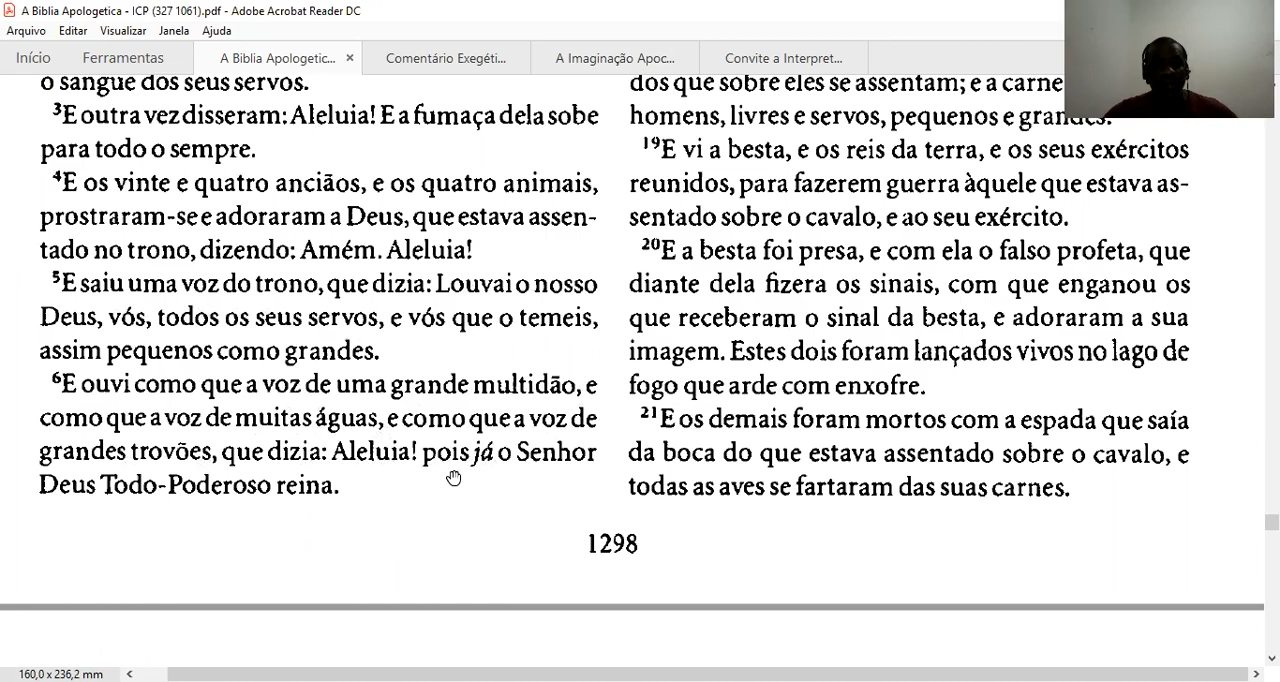 A Biblia Apologetica - ICP (327 1061).pdf - Adobe Acrobat Reader DC
Arquivo Editar Visualizar Janela Ajuda
Início Ferramentas A Biblia Apologetic... × Comentário Exegéti... A Imaginação Apoc... Convite a Interpret...
o sangue dos seus servos.
3E outra vez disseram: Aleluia! E a fumaça dela sobe
para todo o sempre.
4E os vinte e quatro anciãos, e os quatro animais,
prostraram-se e adoraram a Deus, que estava assen-
tado no trono, dizendo: Amém. Aleluia!
5E saiu uma voz do trono, que dizia: Louvai o nosso
Deus, vós, todos os seus servos, e vós que o temeis,
assim pequenos como grandes.
6E ouvi como que a voz de uma grande multidão, e
como que a voz de muitas águas, e como que a voz de
grandes trovões, que dizia: Aleluia! pois já o Senhor
Deus Todo-Poderoso reina.
dos que sobre eles se assentam; e a carne
homens, livres e servos, pequenos e grandes.
19E vi a besta, e os reis da terra, e os seus exércitos
reunidos, para fazerem guerra àquele que estava as-
sentado sobre o cavalo, e ao seu exército.
20E a besta foi presa, e com ela o falso profeta, que
diante dela fizera os sinais, com que enganou os
que receberam o sinal da besta, e adoraram a sua
imagem. Estes dois foram lançados vivos no lago de
fogo que arde com enxofre.
21E os demais foram mortos com a espada que saía
da boca do que estava assentado sobre o cavalo, e
todas as aves se fartaram das suas carnes.
1298
160,0 x 236,2 mm